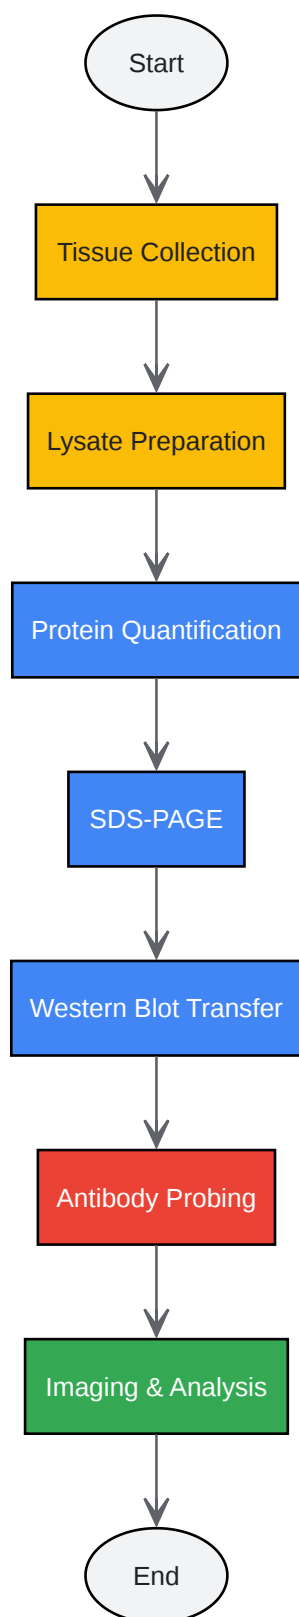 Start
Tissue Collection
Lysate Preparation
Protein Quantification
SDS-PAGE
Western Blot Transfer
Antibody Probing
Imaging & Analysis
End